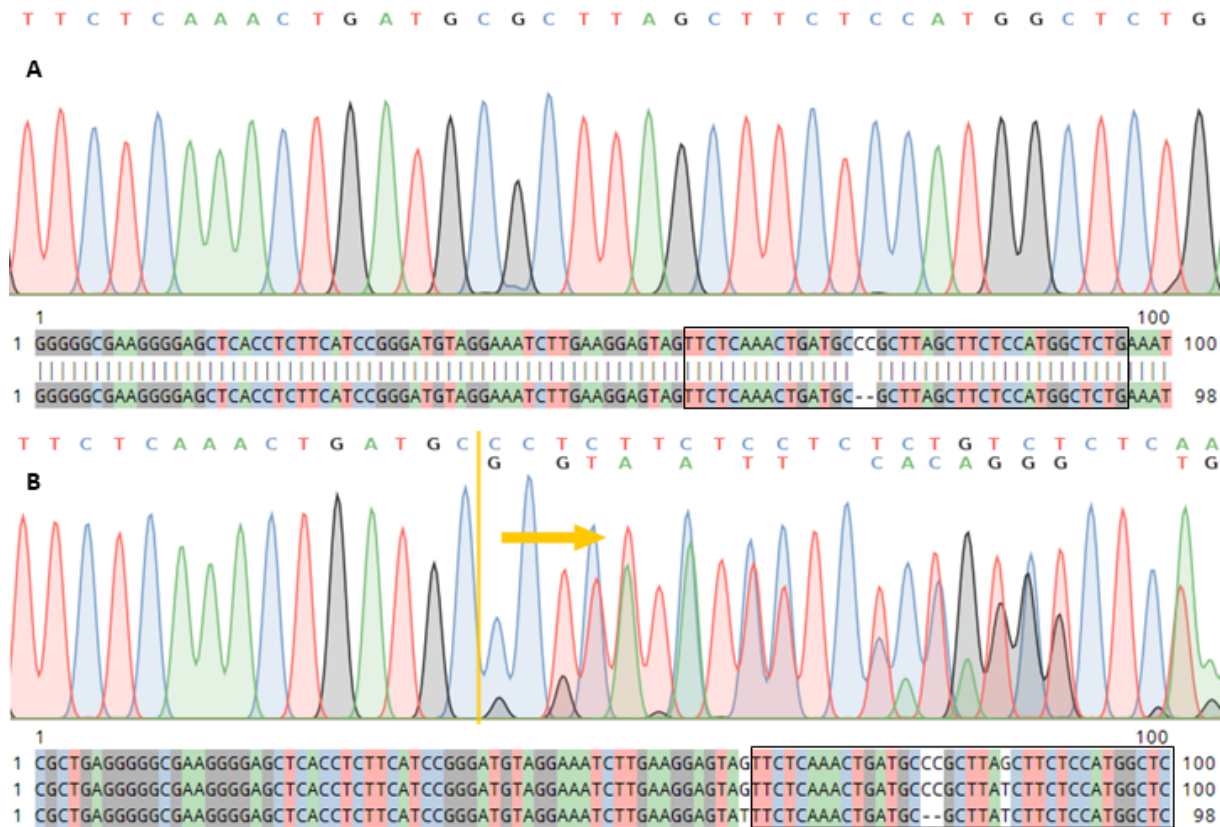 T T C T C A A A C T G A T G C G C T T A G C T T C T C C A T G G C T C T G
A
1 100
1 GGGGGCGAAGGGGAGCTCACCTCTTCATCCGGGATGTAGGAAATCTTGAAGGAGTAGTTCTCAAACTGATGCCCGCTTAGCTTCTCCATGGCTCTGAAAT 100
1 GGGGGCGAAGGGGAGCTCACCTCTTCATCCGGGATGTAGGAAATCTTGAAGGAGTAGTTCTCAAACTGATGC--GCTTAGCTTCTCCATGGCTCTGAAAT 98
T T C T C A A A C T G A T G C C C T C T T C T C C T C T C T G T C T C T C A A
G G T A A T T C A C A G G G T G
B
1 100
1 CGCTGAGGGGGCGAAGGGGAGCTCACCTCTTCATCCGGGATGTAGGAAATCTTGAAGGAGTAGTTCTCAAACTGATGCCCGCTTAGCTTCTCCATGGCTC 100
1 CGCTGAGGGGGCGAAGGGGAGCTCACCTCTTCATCCGGGATGTAGGAAATCTTGAAGGAGTAGTTCTCAAACTGATGCCCGCTTATCTTCTCCATGGCTC 100
1 CGCTGAGGGGGCGAAGGGGAGCTCACCTCTTCATCCGGGATGTAGGAAATCTTGAAGGAGTATTTCTCAAACTGATGC--GCTTATCTTCTCCATGGCTC 98